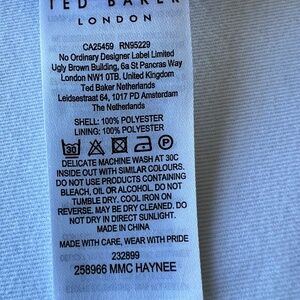 TED BAKER
LONDON
CA25459 RN95229
No Ordinary Designer Label Limited
Ugly Brown Building, 6a St Pancras Way
London NW1 0TB, United Kingdom
Ted Baker Netherlands
Leidsestraat 64, 1017 PD Amsterdam
The Netherlands
SHELL: 100% POLYESTER
LINING: 100% POLYESTER
30
DELICATE MACHINE WASH AT 30C
INSIDE OUT WITH SIMILAR COLOURS.
DO NOT USE PRODUCTS CONTAINING
BLEACH, OIL OR ALCOHOL. DO NOT
TUMBLE DRY. COOL IRON ON
REVERSE. MAY BE DRY CLEANED. DO
NOT DRY IN DIRECT SUNLIGHT.
MADE IN CHINA
MADE WITH CARE, WEAR WITH PRIDE
232899
258966 MMC HAYNEE